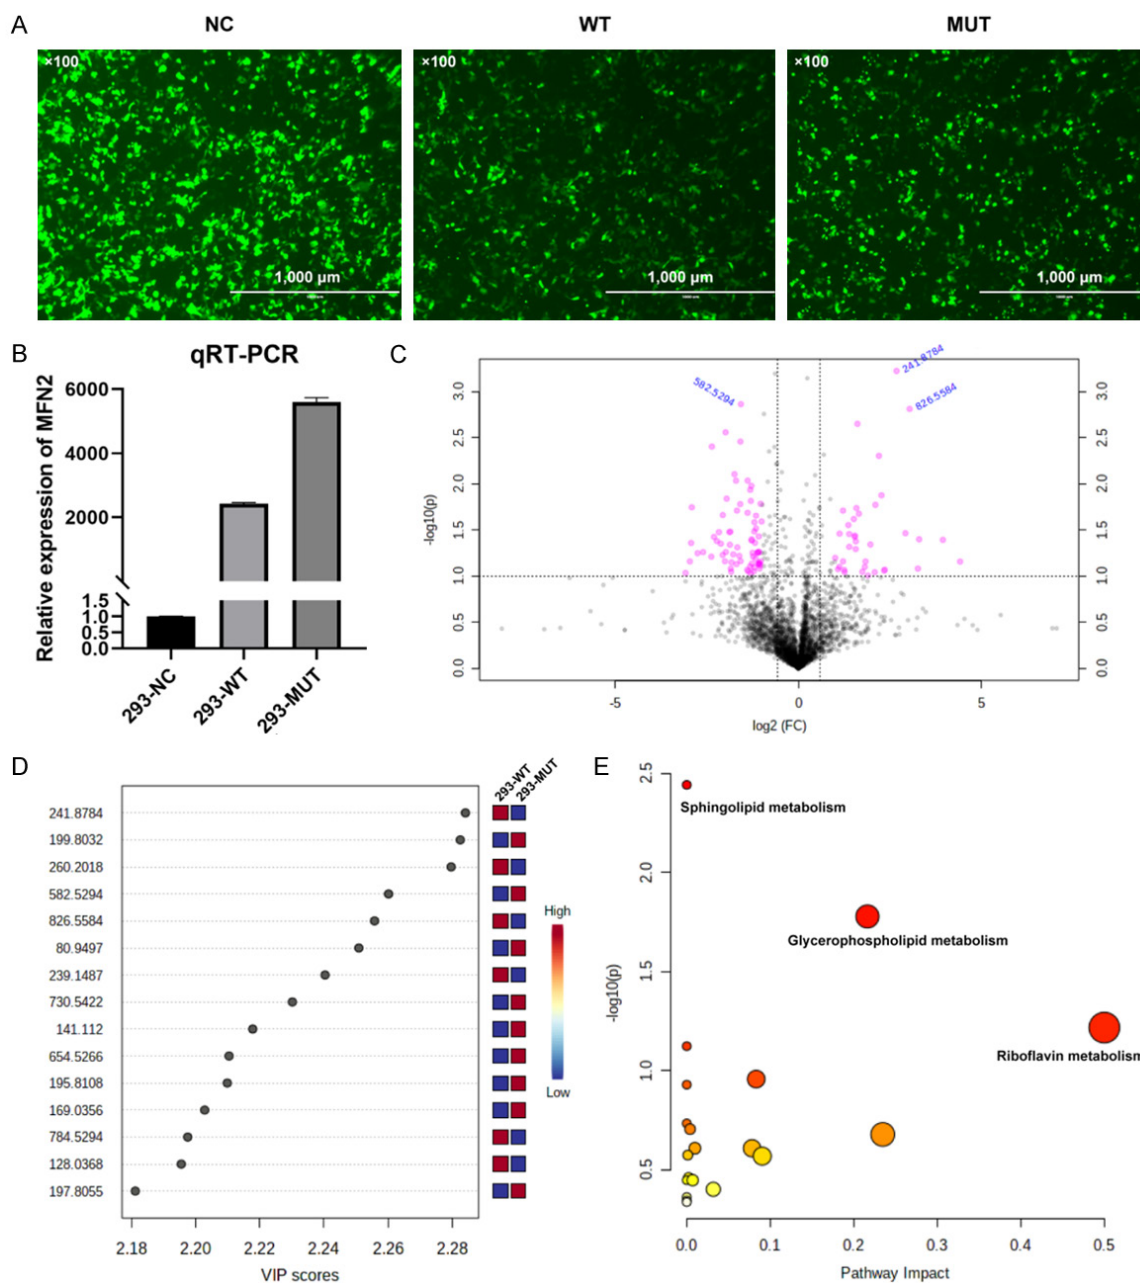 A
NC
WT
MUT
×100
×100
×100
1,000 µm
1,000 µm
1,000 µm
B
qRT-PCR
Relative expression of MFN2
6000
4000
2000
1.5
1.0
0.5
0.0
293-NC
293-WT
293-MUT
C
582.5294
241.8784
826.5584
-log10(p)
3.0
2.5
2.0
1.5
1.0
0.5
0.0
3.0
2.5
2.0
1.5
1.0
0.5
0.0
-5
0
5
log2 (FC)
D
293-WT
293-MUT
241.8784
199.8032
260.2018
582.5294
826.5584
80.9497
239.1487
730.5422
141.112
654.5266
195.8108
169.0356
784.5294
128.0368
197.8055
High
Low
2.18
2.20
2.22
2.24
2.26
2.28
VIP scores
E
-log10(p)
2.5
2.0
1.5
1.0
0.5
Sphingolipid metabolism
Glycerophospholipid metabolism
Riboflavin metabolism
0.0
0.1
0.2
0.3
0.4
0.5
Pathway Impact